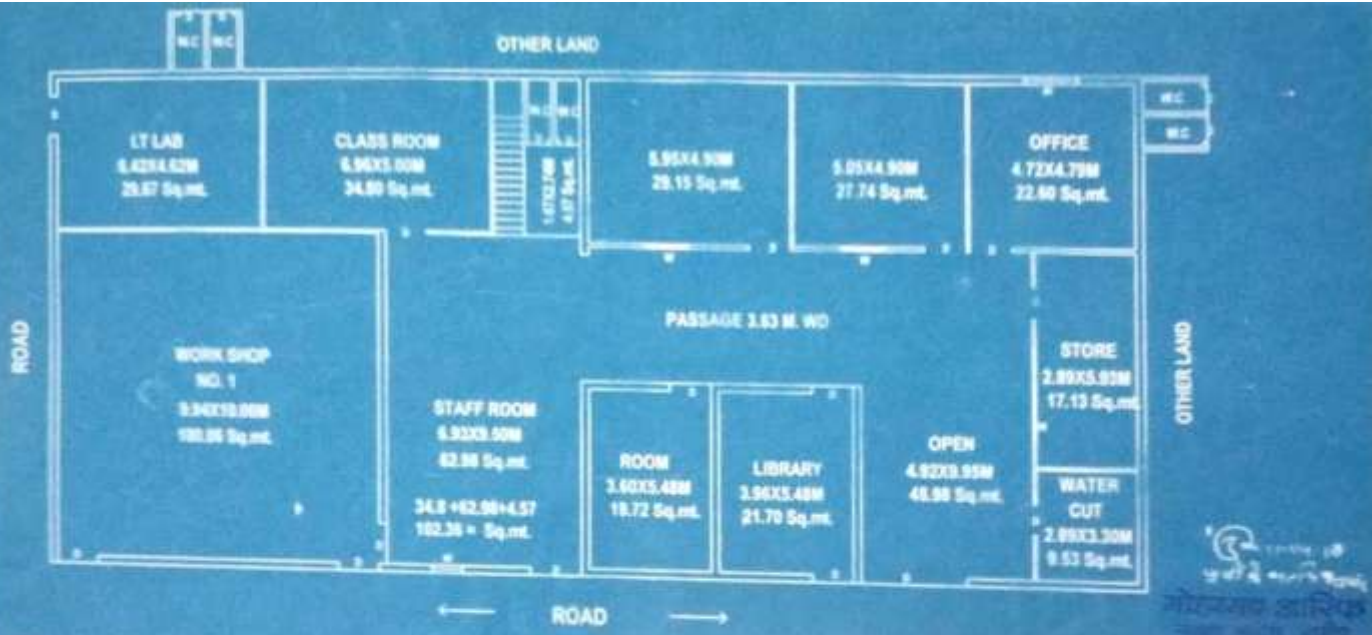 W.C
W.C
OTHER LAND
I.T LAB
6.42X4.62M
29.67 Sq.mt.
CLASS ROOM
6.96X5.00M
34.80 Sq.mt.
W.C
W.C
4.57 Sq.mt.
5.95X4.90M
29.15 Sq.mt.
5.05X4.90M
27.74 Sq.mt.
OFFICE
4.72X4.79M
22.60 Sq.mt.
W.C
W.C
ROAD
WORK SHOP
NO. 1
STAFF ROOM
6.93X9.50M
62.98 Sq.mt.
34.8 +62.98+4.57
102.36 = Sq.mt.
PASSAGE 3.63 M. WD
ROOM
3.60X5.48M
19.72 Sq.mt.
LIBRARY
3.96X5.48M
21.70 Sq.mt.
OPEN
4.92X9.95M
48.98 Sq.mt.
STORE
2.89X5.93M
17.13 Sq.mt.
WATER
CUT
2.89X3.30M
9.53 Sq.mt.
OTHER LAND
ROAD